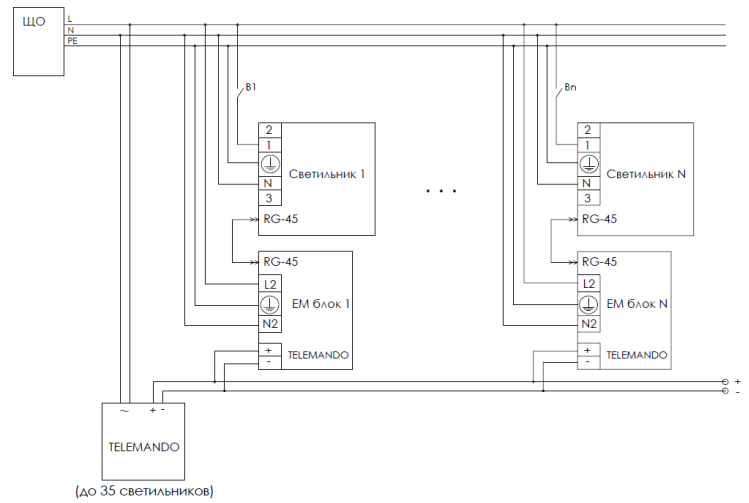 ЩО
L
N
PE
B1
Bn
2
1
N
3
Светильник 1
RG-45
. . .
2
1
N
3
Светильник N
RG-45
RG-45
L2
N2
ЕМ блок 1
+
-
TELEMANDO
RG-45
L2
N2
ЕМ блок N
+
-
TELEMANDO
+
-
~ + -
TELEMANDO
(до 35 светильников)